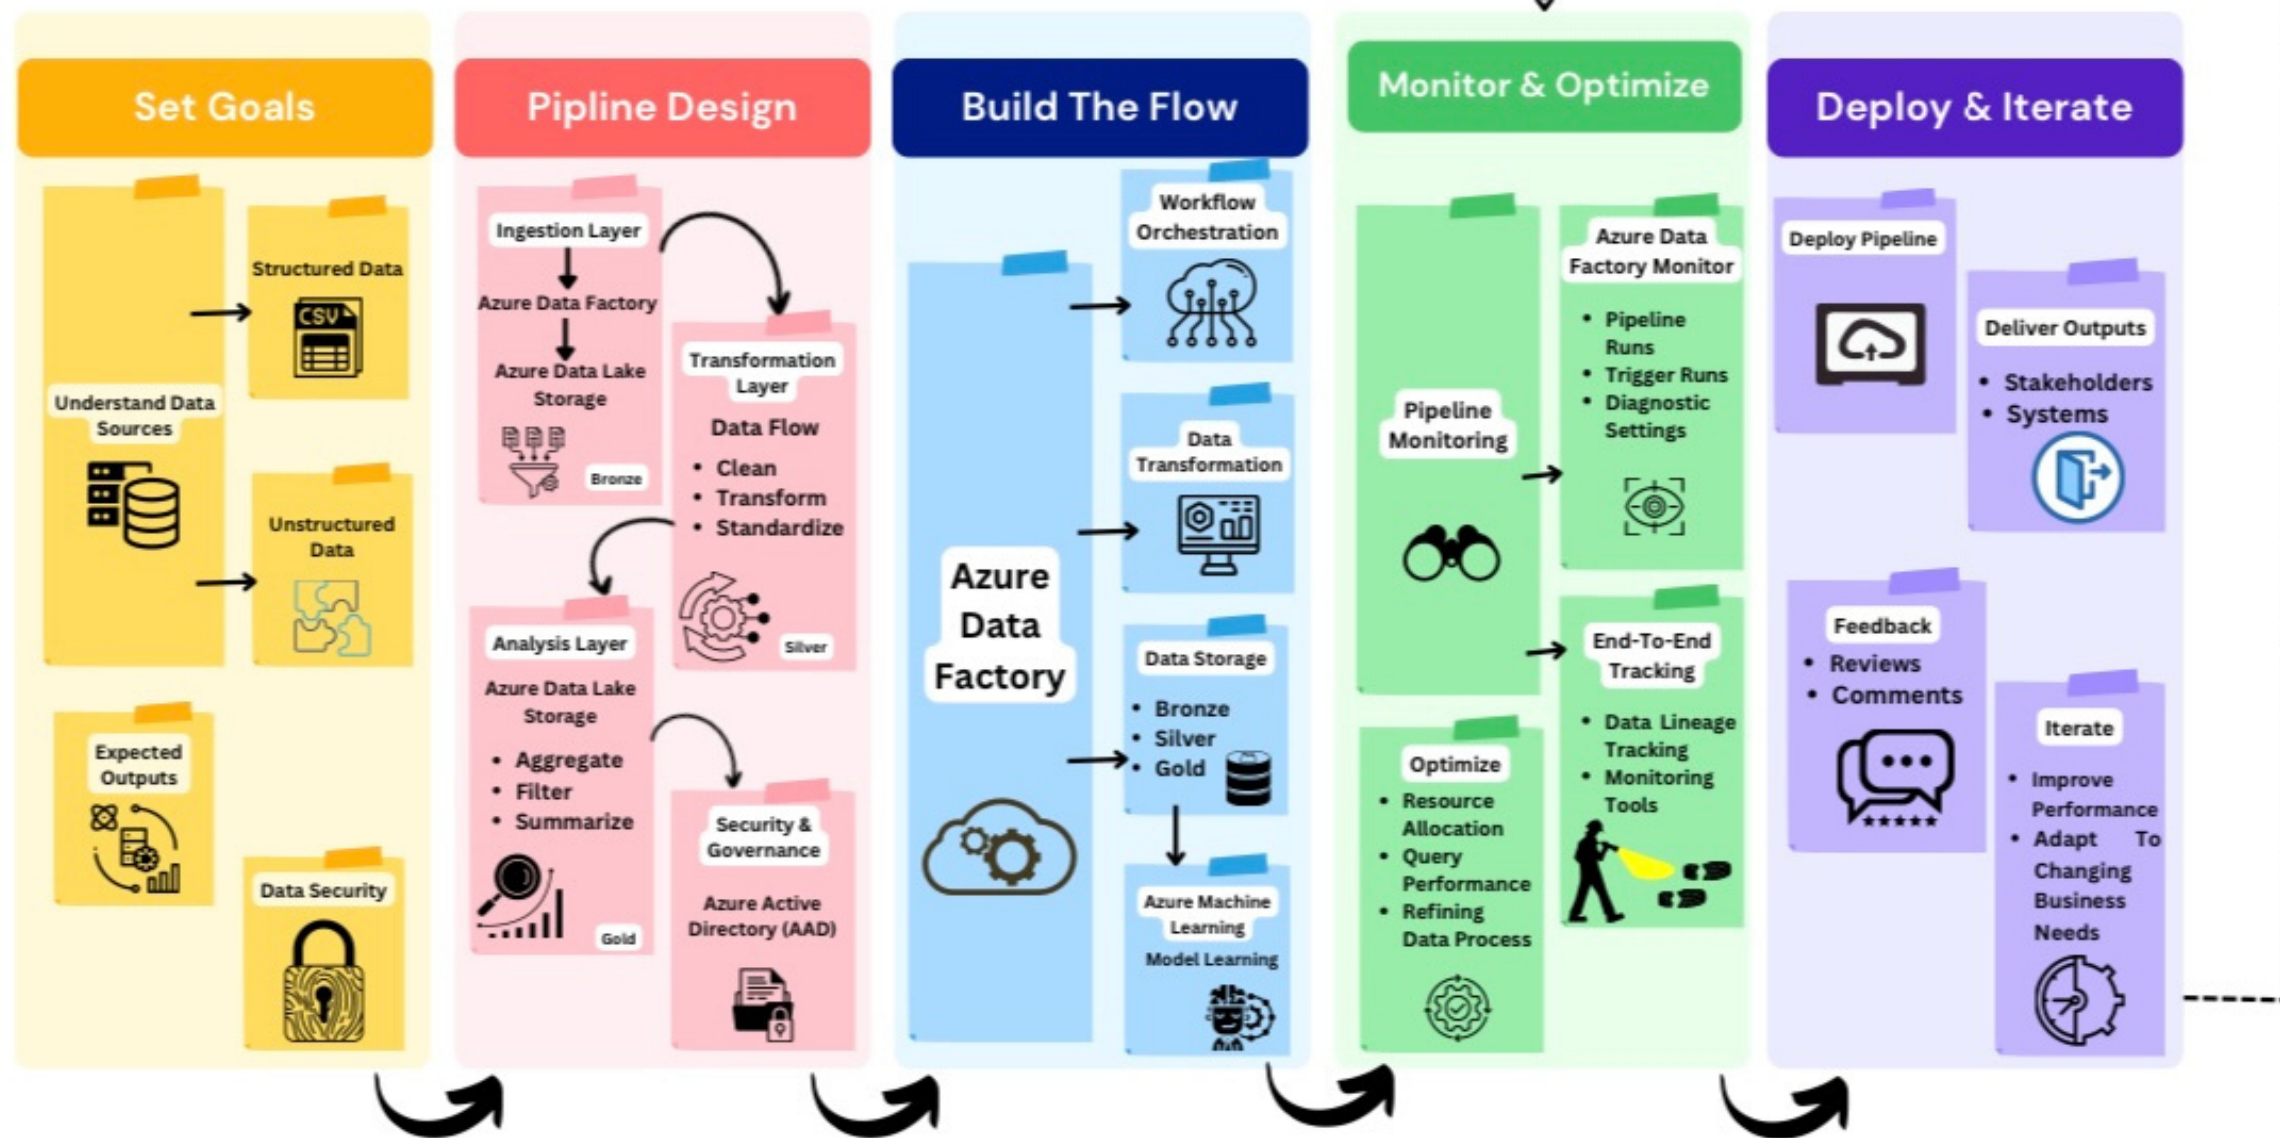 Set Goals
Understand Data
Sources
Structured Data
CSV
Unstructured
Data
Expected
Outputs
Data Security
Pipline Design
Ingestion Layer
Azure Data Factory
Azure Data Lake
Storage
Bronze
Transformation
Layer
Data Flow
• Clean
• Transform
• Standardize
Silver
Analysis Layer
Azure Data Lake
Storage
• Aggregate
• Filter
• Summarize
Gold
Security &
Governance
Azure Active
Directory (AAD)
Build The Flow
Azure
Data
Factory
Workflow
Orchestration
Data
Transformation
Data Storage
• Bronze
• Silver
• Gold
Azure Machine
Learning
Model Learning
Monitor & Optimize
Pipeline
Monitoring
Azure Data
Factory Monitor
• Pipeline
Runs
• Trigger Runs
• Diagnostic
Settings
End-To-End
Tracking
• Data Lineage
Tracking
• Monitoring
Tools
Optimize
• Resource
Allocation
• Query
Performance
• Refining
Data Process
Deploy & Iterate
Deploy Pipeline
Deliver Outputs
• Stakeholders
• Systems
Feedback
• Reviews
• Comments
Iterate
• Improve
Performance
• Adapt To
Changing
Business
Needs